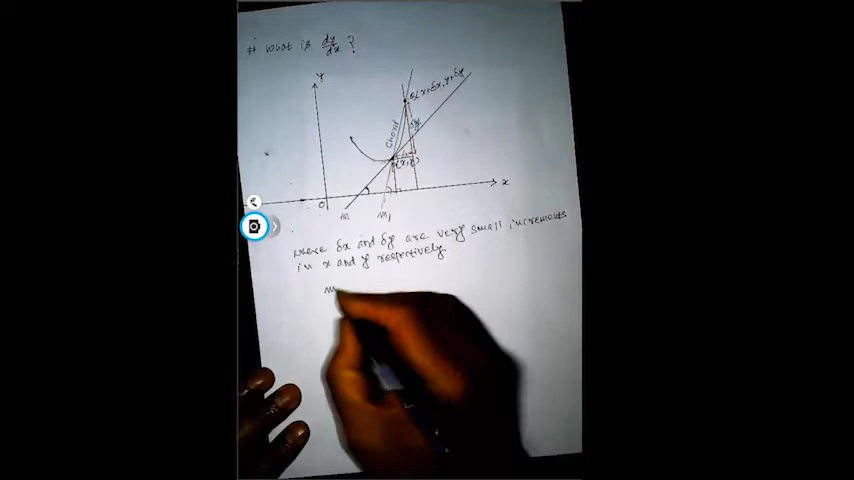 # What is dy/dx ?
Y
Q(x+δx, y+δy)
Chord
δy
P(x,y)
O
x
m
m₁
where δx and δy are very small increments
in x and y respectively
m